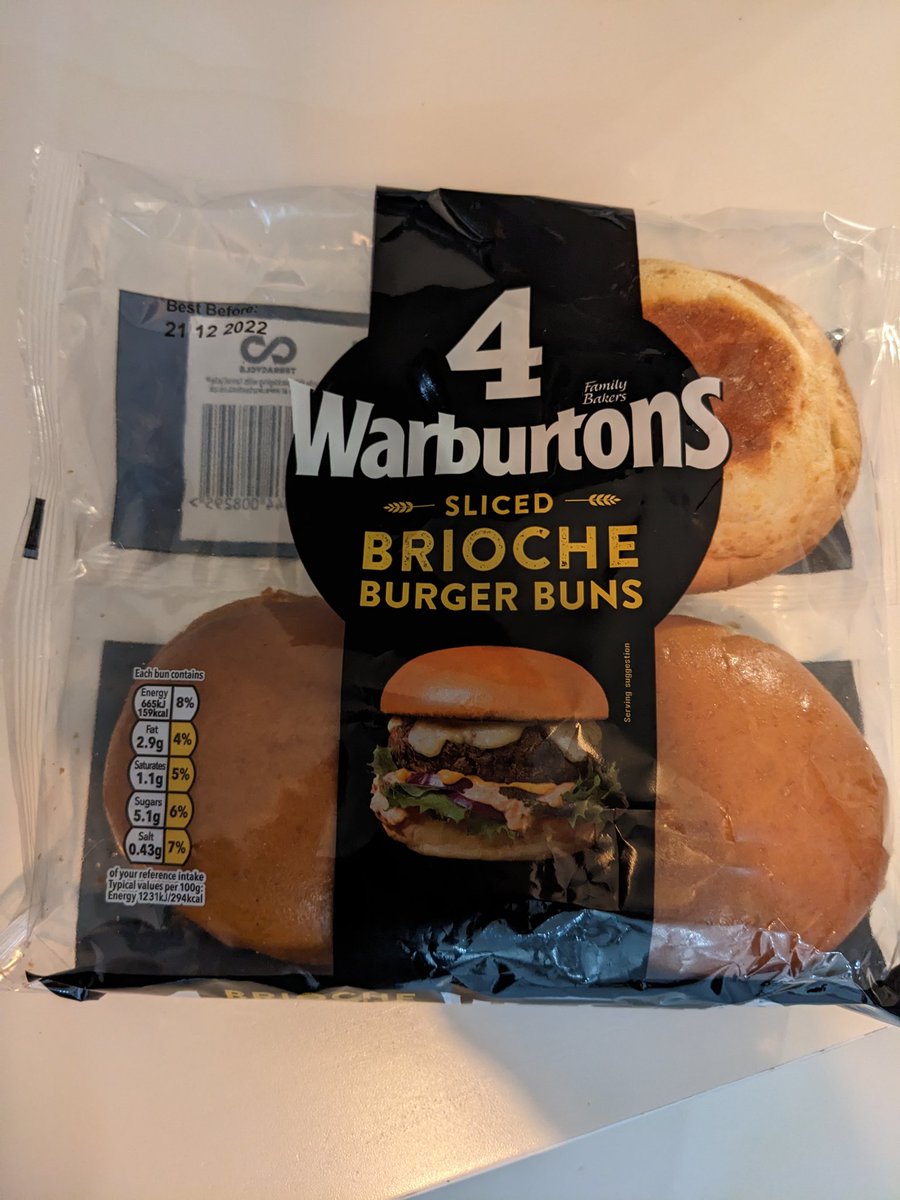 Best Before:
21 12 2022
TERRACYCLE
4
Family
Bakers
Warburtons
SLICED
BRIOCHE
BURGER BUNS
Serving suggestion
Each bun contains
Energy
665kJ
159kcal
8%
Fat
2.9g
4%
Saturates
1.1g
5%
Sugars
5.1g
6%
Salt
0.43g
7%
of your reference intake
Typical values per 100g:
Energy 1231kJ/294kcal
BRIOCHE